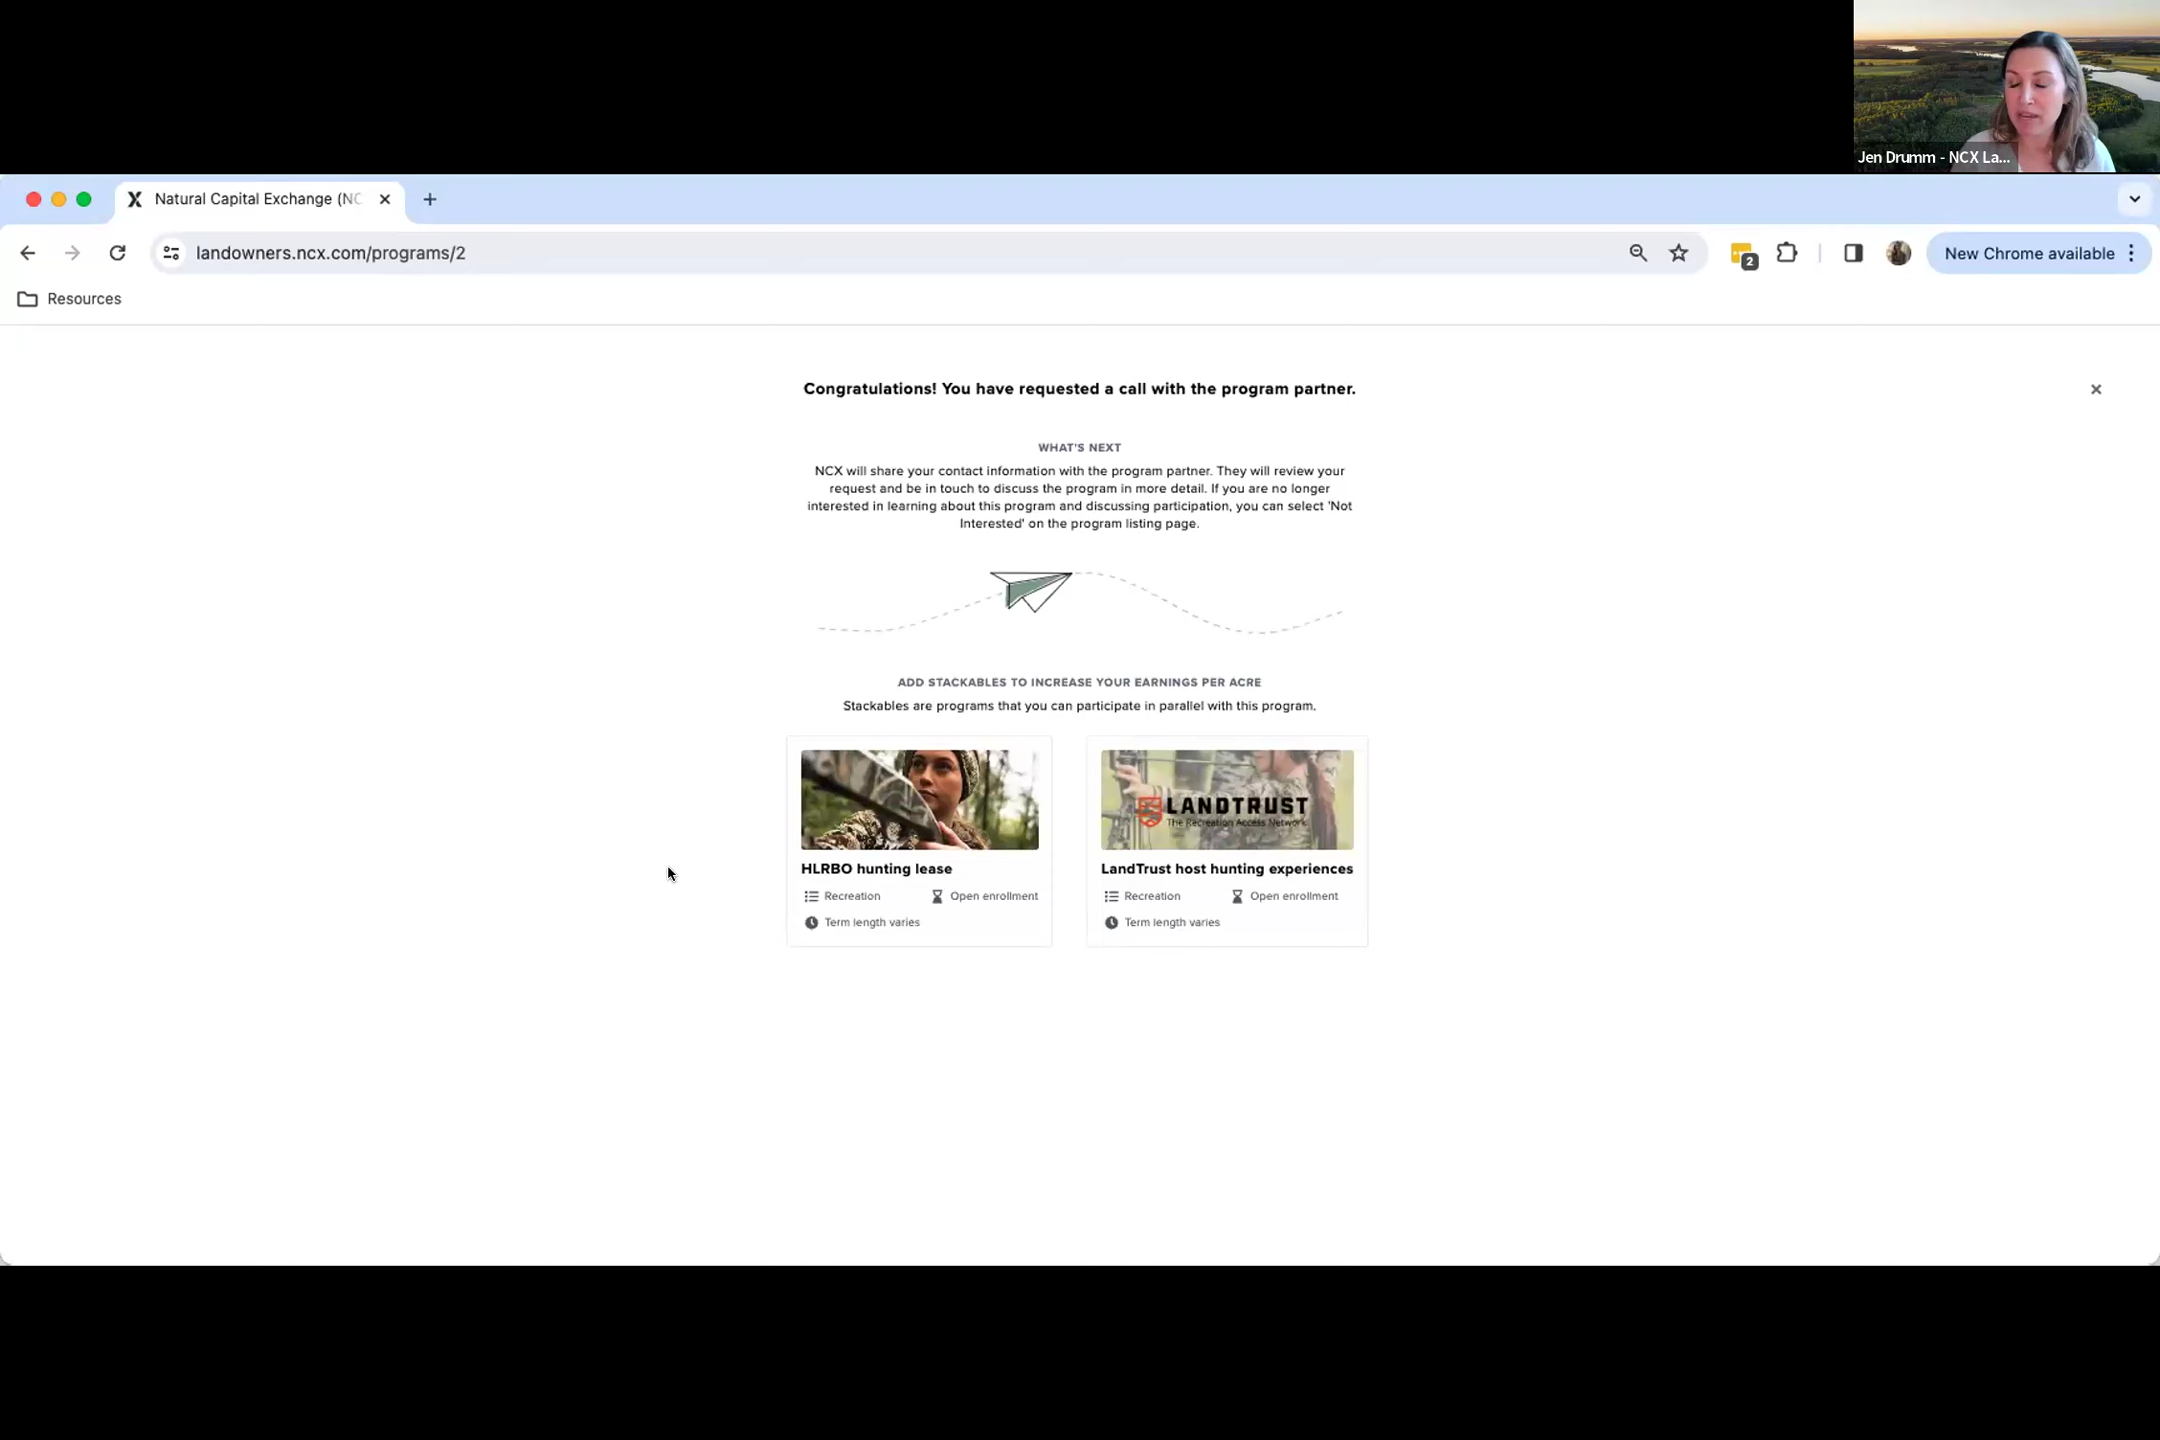 Jen Drumm - NCX La...
Natural Capital Exchange (NC
landowners.ncx.com/programs/2
2
New Chrome available
Resources
Congratulations! You have requested a call with the program partner.
WHAT'S NEXT
NCX will share your contact information with the program partner. They will review your
request and be in touch to discuss the program in more detail. If you are no longer
interested in learning about this program and discussing participation, you can select 'Not
Interested' on the program listing page.
ADD STACKABLES TO INCREASE YOUR EARNINGS PER ACRE
Stackables are programs that you can participate in parallel with this program.
LANDTRUST
The Recreation Access Network
HLRBO hunting lease
Recreation
Open enrollment
Term length varies
LandTrust host hunting experiences
Recreation
Open enrollment
Term length varies